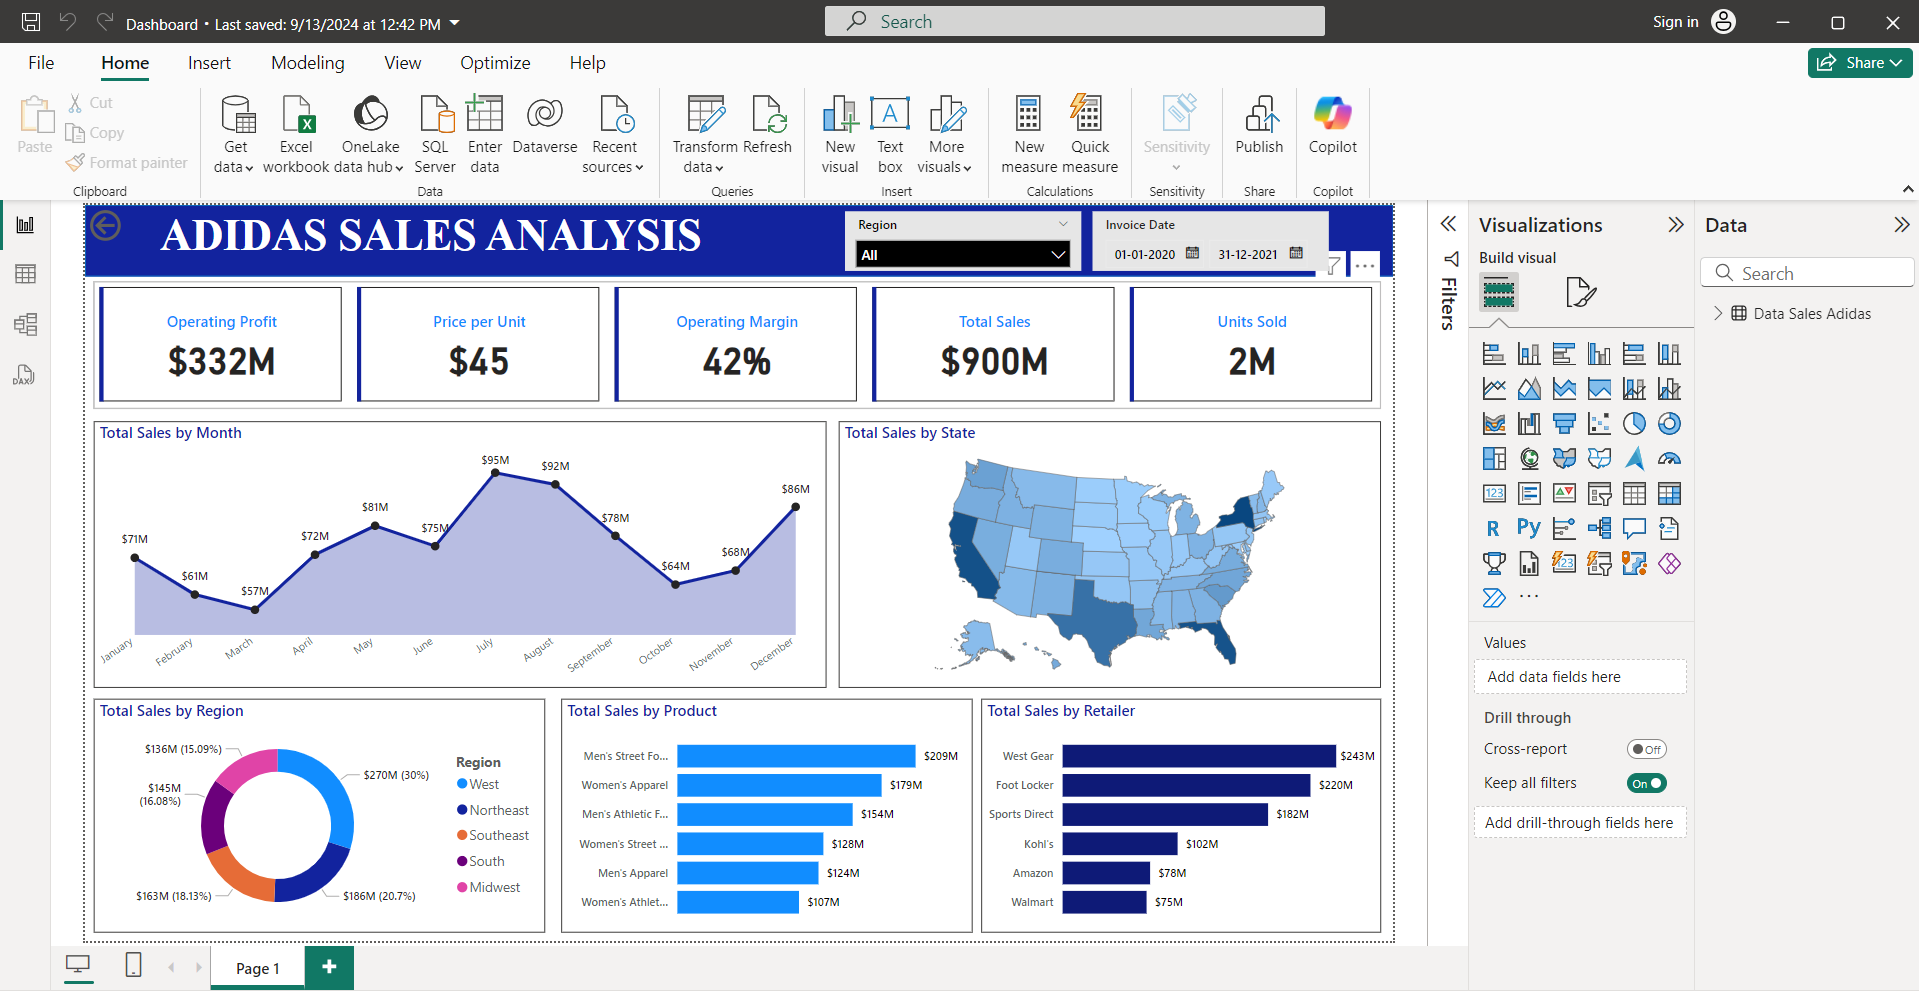 Dashboard • Last saved: 9/13/2024 at 12:42 PM
Search
Sign in
File Home Insert Modeling View Optimize Help
Share
Paste
Cut
Copy
Format painter
Clipboard
Get data
Excel workbook
OneLake data hub
SQL Server
Enter data
Dataverse
Recent sources
Data
Transform data
Refresh
Queries
New visual
Text box
More visuals
Insert
New measure
Quick measure
Calculations
Sensitivity
Sensitivity
Publish
Share
Copilot
Copilot
ADIDAS SALES ANALYSIS
Region
All
Invoice Date
01-01-2020 31-12-2021
Operating Profit
$332M
Price per Unit
$45
Operating Margin
42%
Total Sales
$900M
Units Sold
2M
Total Sales by Month
$71M
$61M
$57M
$72M
$81M
$75M
$95M
$92M
$78M
$64M
$68M
$86M
January
February
March
April
May
June
July
August
September
October
November
December
Total Sales by State
Total Sales by Region
$136M (15.09%)
$145M
(16.08%)
$163M (18.13%)
$270M (30%)
$186M (20.7%)
Region
West
Northeast
Southeast
South
Midwest
Total Sales by Product
Men's Street Fo... $209M
Women's Apparel $179M
Men's Athletic F... $154M
Women's Street ... $128M
Men's Apparel $124M
Women's Athlet... $107M
Total Sales by Retailer
West Gear $243M
Foot Locker $220M
Sports Direct $182M
Kohl's $102M
Amazon $78M
Walmart $75M
Filters
Visualizations
Build visual
123
R
Py
123
...
Values
Add data fields here
Drill through
Cross-report Off
Keep all filters On
Add drill-through fields here
Data
Search
Data Sales Adidas
DAX
Page 1